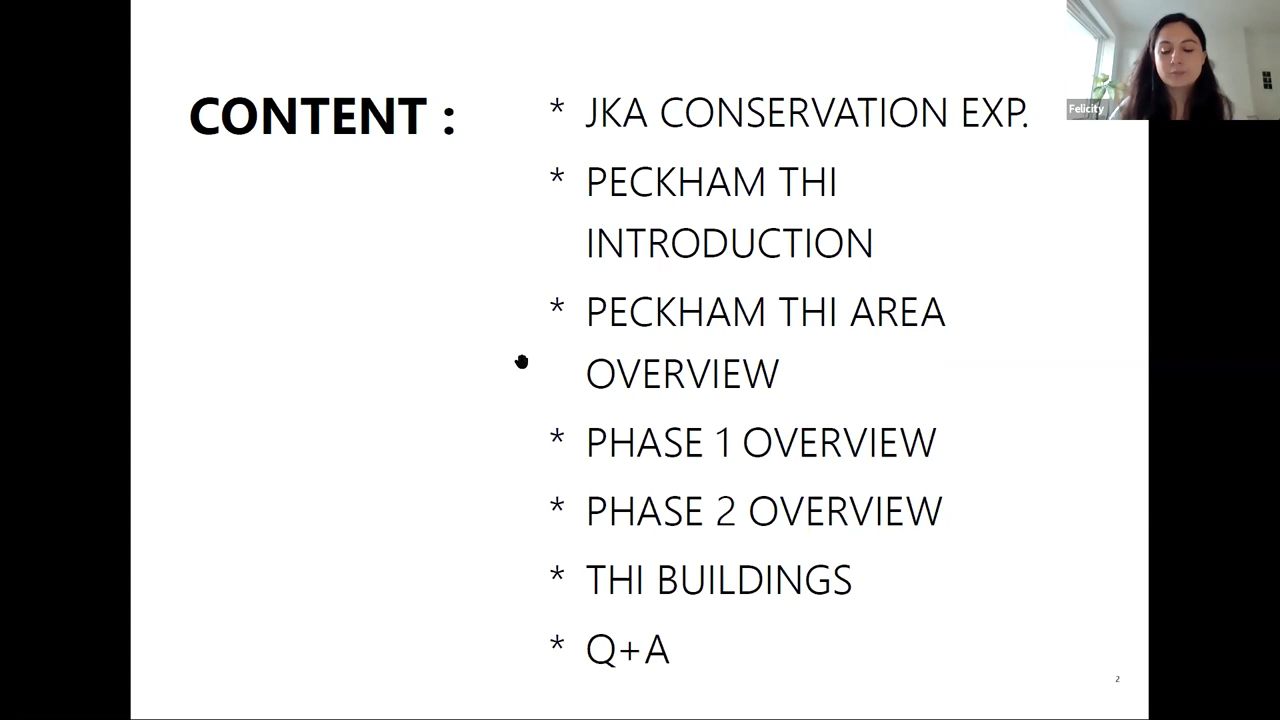 CONTENT :
* JKA CONSERVATION EXP.
* PECKHAM THI
INTRODUCTION
* PECKHAM THI AREA
OVERVIEW
* PHASE 1 OVERVIEW
* PHASE 2 OVERVIEW
* THI BUILDINGS
* Q+A
Felicity
2